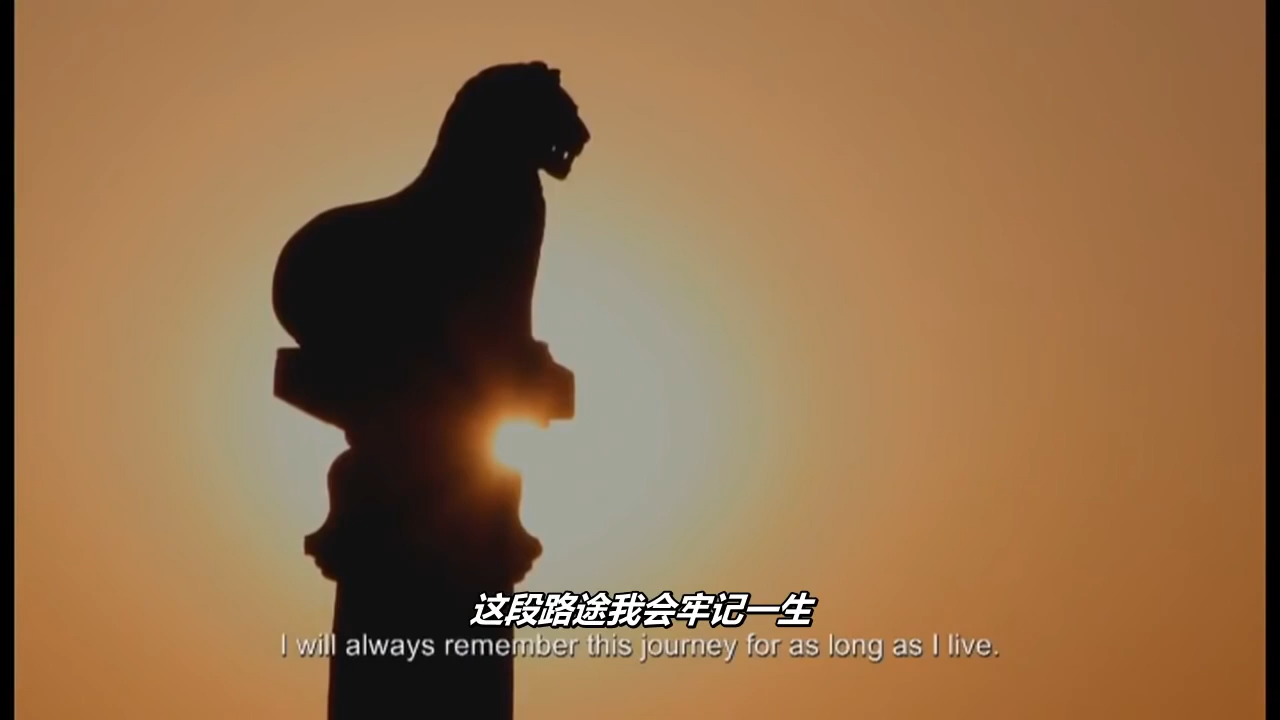 这段路途我会牢记一生
I will always remember this journey for as long as I live.